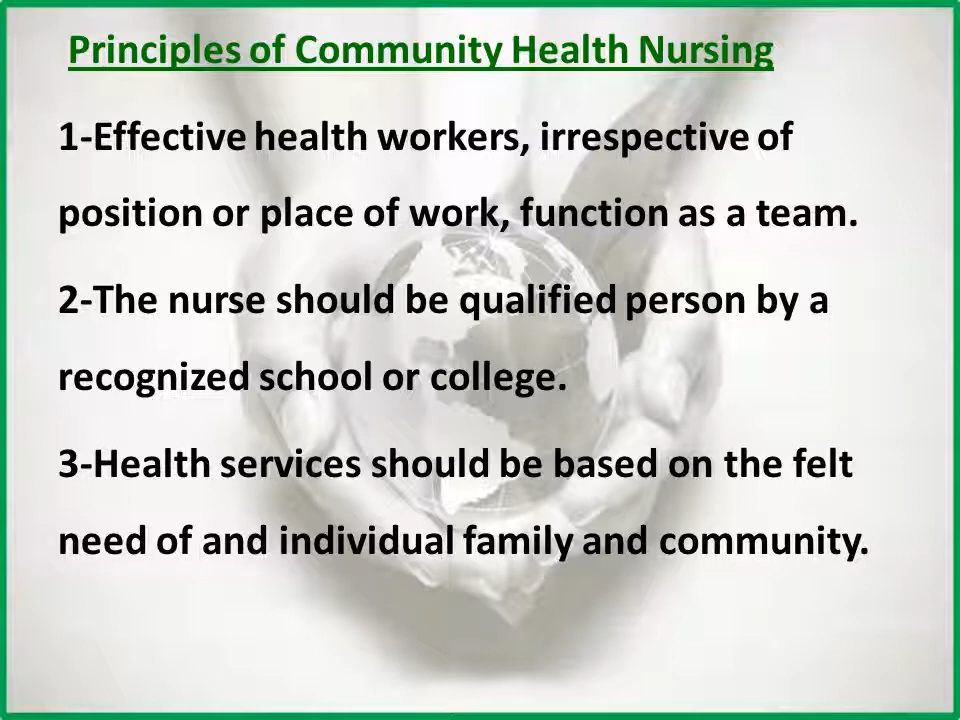 Principles of Community Health Nursing
1-Effective health workers, irrespective of
position or place of work, function as a team.
2-The nurse should be qualified person by a
recognized school or college.
3-Health services should be based on the felt
need of and individual family and community.